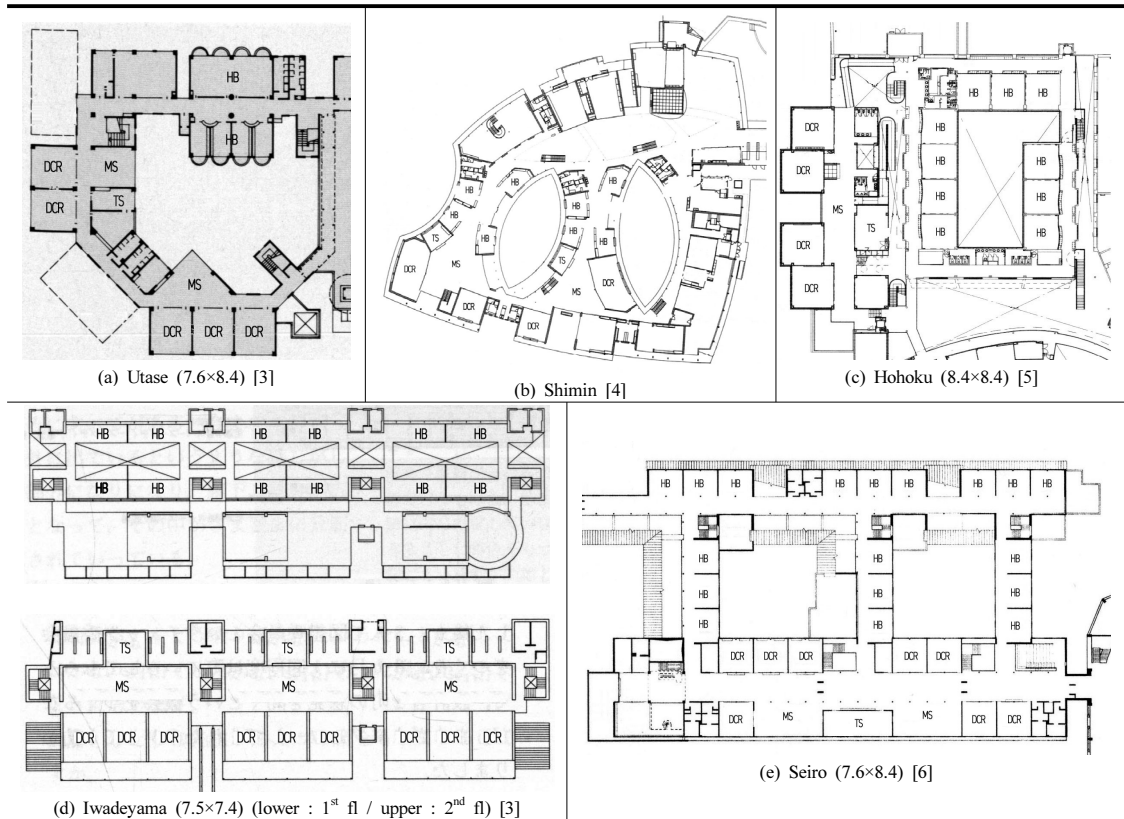 HB
HB
DCR MS
DCR TS
MS
DCR DCR DCR
(a) Utase (7.6×8.4) [3]
HB HB
HB HB
TS HB HB HB
DCR MS TS
MS DCR
DCR
DCR
(b) Shimin [4]
HB HB HB
DCR HB
DCR HB HB
MS HB HB
DCR TS HB HB
DCR
(c) Hohoku (8.4×8.4) [5]
HB HB HB HB HB HB
HB HB HB HB HB HB
TS TS TS
MS MS MS
DCR DCR DCR DCR DCR DCR DCR DCR DCR
りました
(d) Iwadeyama (7.5×7.4) (lower : 1st fl / upper : 2nd fl) [3]
HB HB HB HB HB HB HB HB HB
HB HB HB
HB HB HB
HB HB HB
DCR DCR DCR DCR DCR
DCR MS TS MS DCR DCR
(e) Seiro (7.6×8.4) [6]